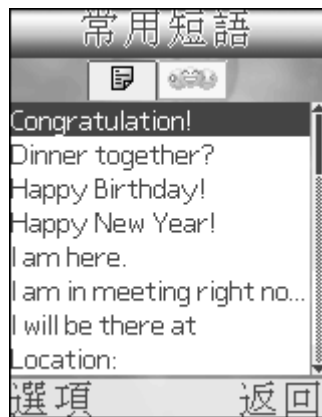 常用短語
Congratulation!
Dinner together?
Happy Birthday!
Happy New Year!
I am here.
I am in meeting right no...
I will be there at
Location:
選項 返回